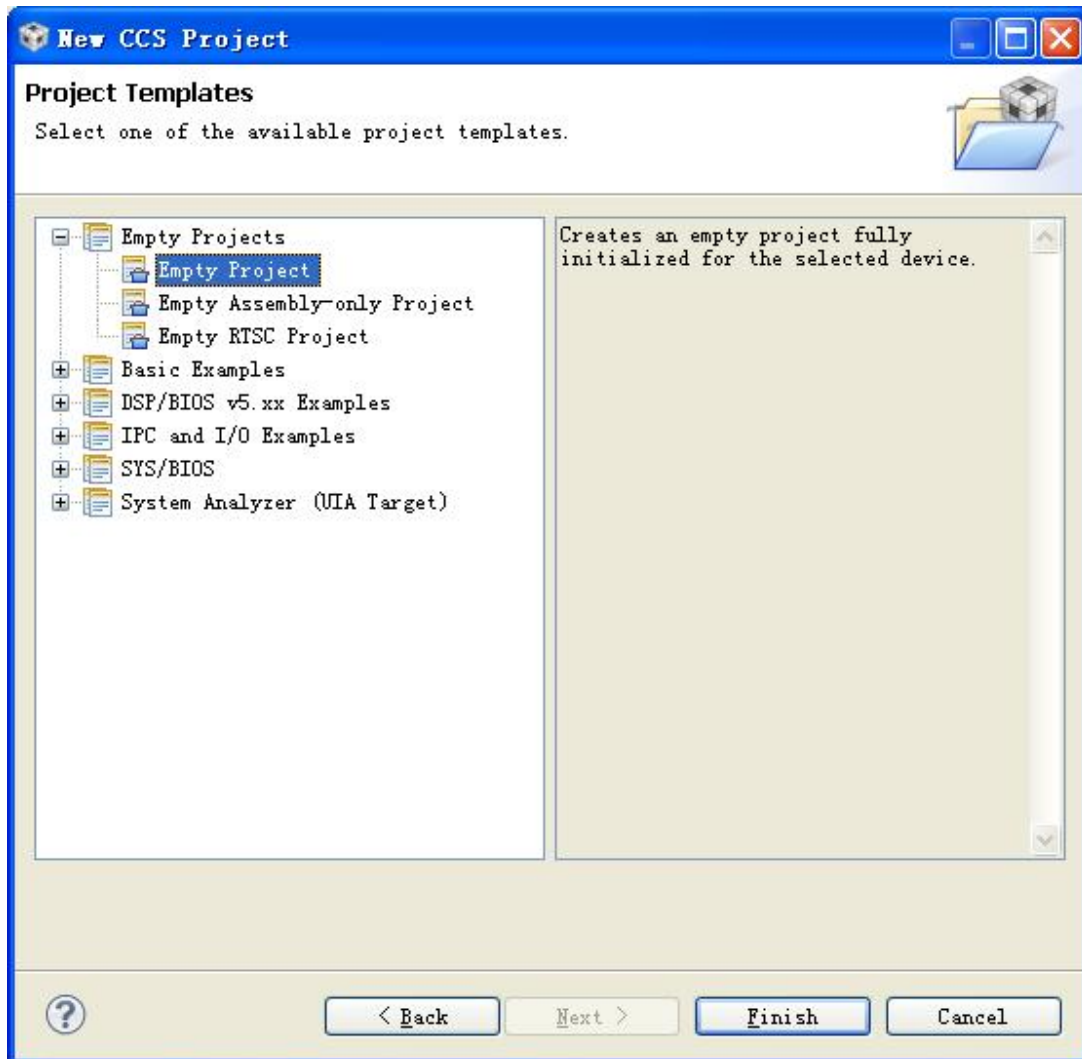 New CCS Project
Project Templates
Select one of the available project templates.
Empty Projects
Empty Project
Empty Assembly-only Project
Empty RTSC Project
Basic Examples
DSP/BIOS v5.xx Examples
IPC and I/O Examples
SYS/BIOS
System Analyzer (UIA Target)
Creates an empty project fully
initialized for the selected device.
?
< Back
Next >
Finish
Cancel